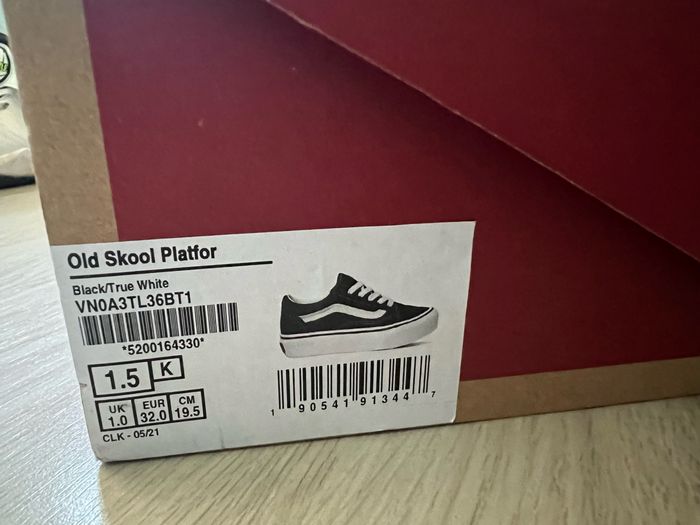 Old Skool Platfor
Black/True White
VN0A3TL36BT1
*5200164330*
1.5 K
UK EUR CM
1.0 32.0 19.5
CLK - 05/21
1 90541 91344 7